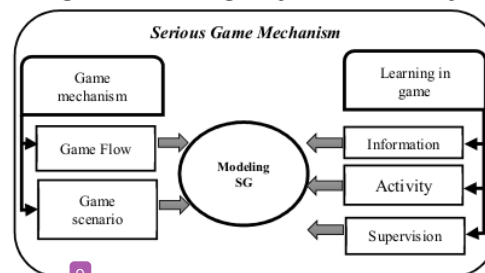 Serious Game Mechanism
Game
mechanism
Game Flow
Game
scenario
Modeling
SG
Learning in
game
Information
Activity
Supervision